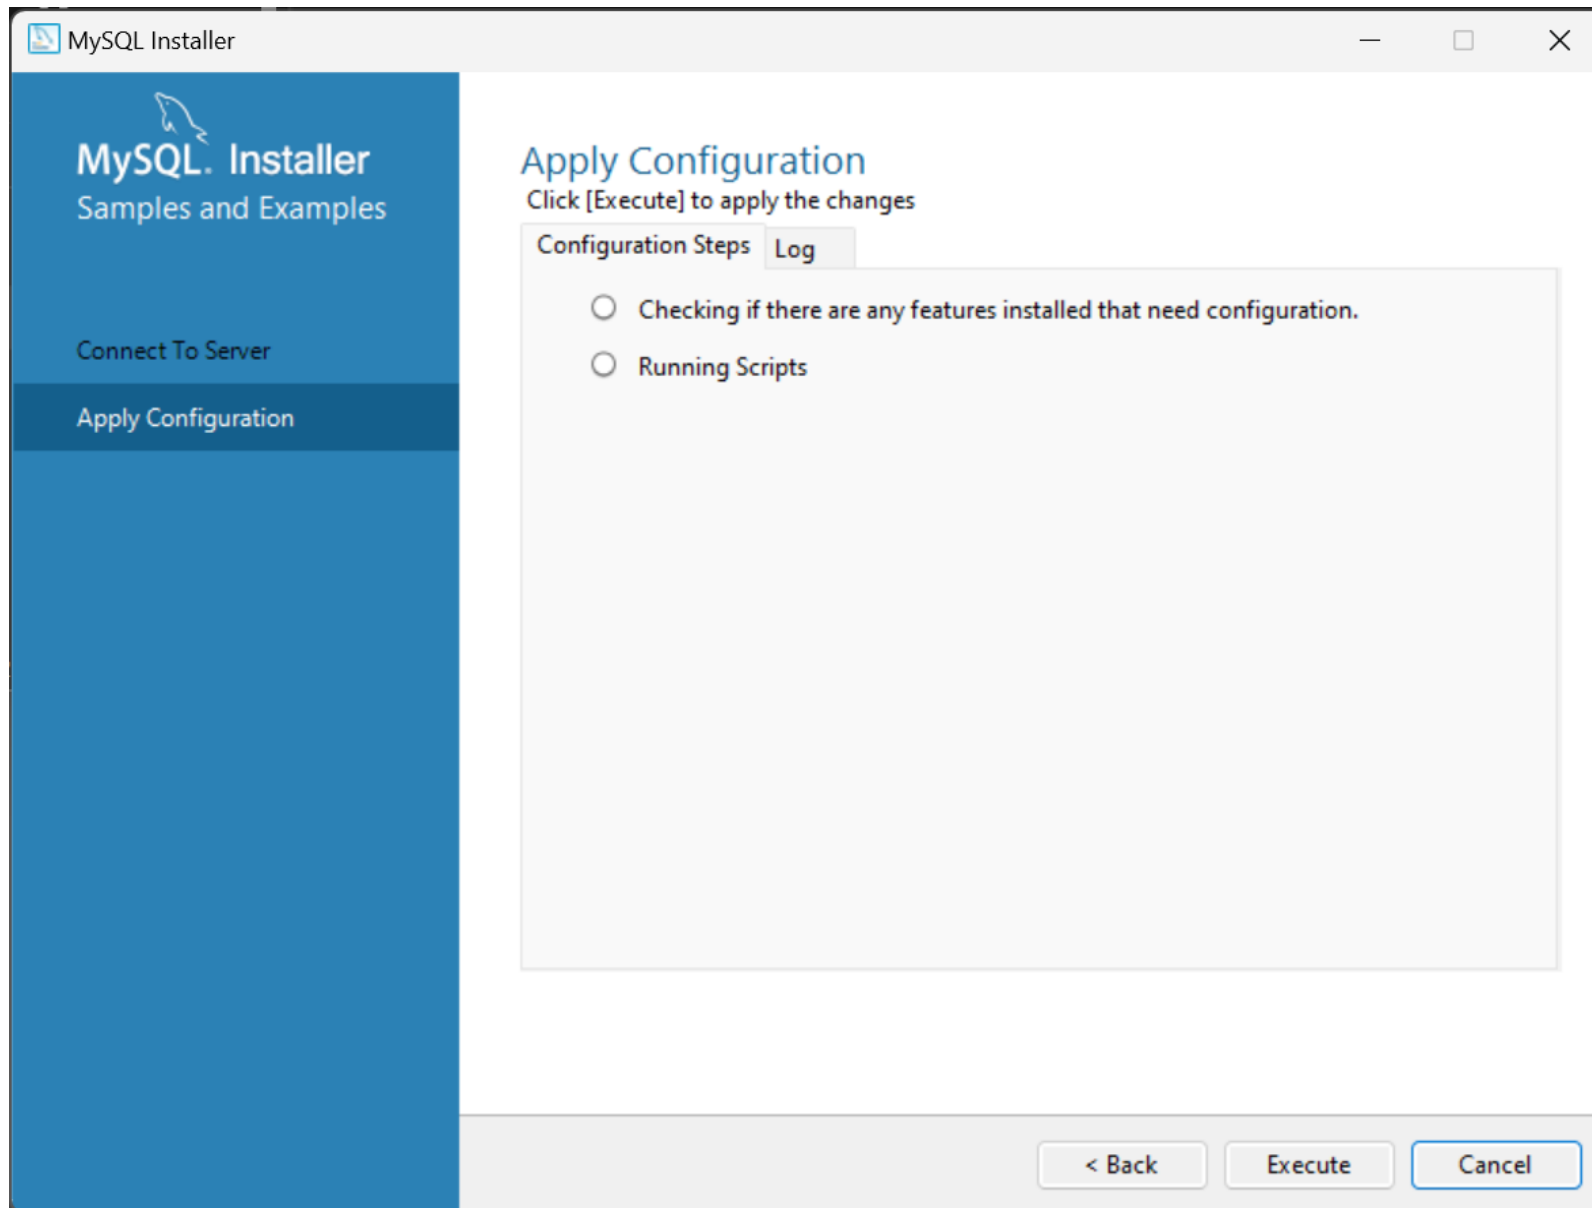 MySQL Installer
MySQL. Installer
Samples and Examples
Connect To Server
Apply Configuration
Apply Configuration
Click [Execute] to apply the changes
Configuration Steps
Log
Checking if there are any features installed that need configuration.
Running Scripts
< Back
Execute
Cancel